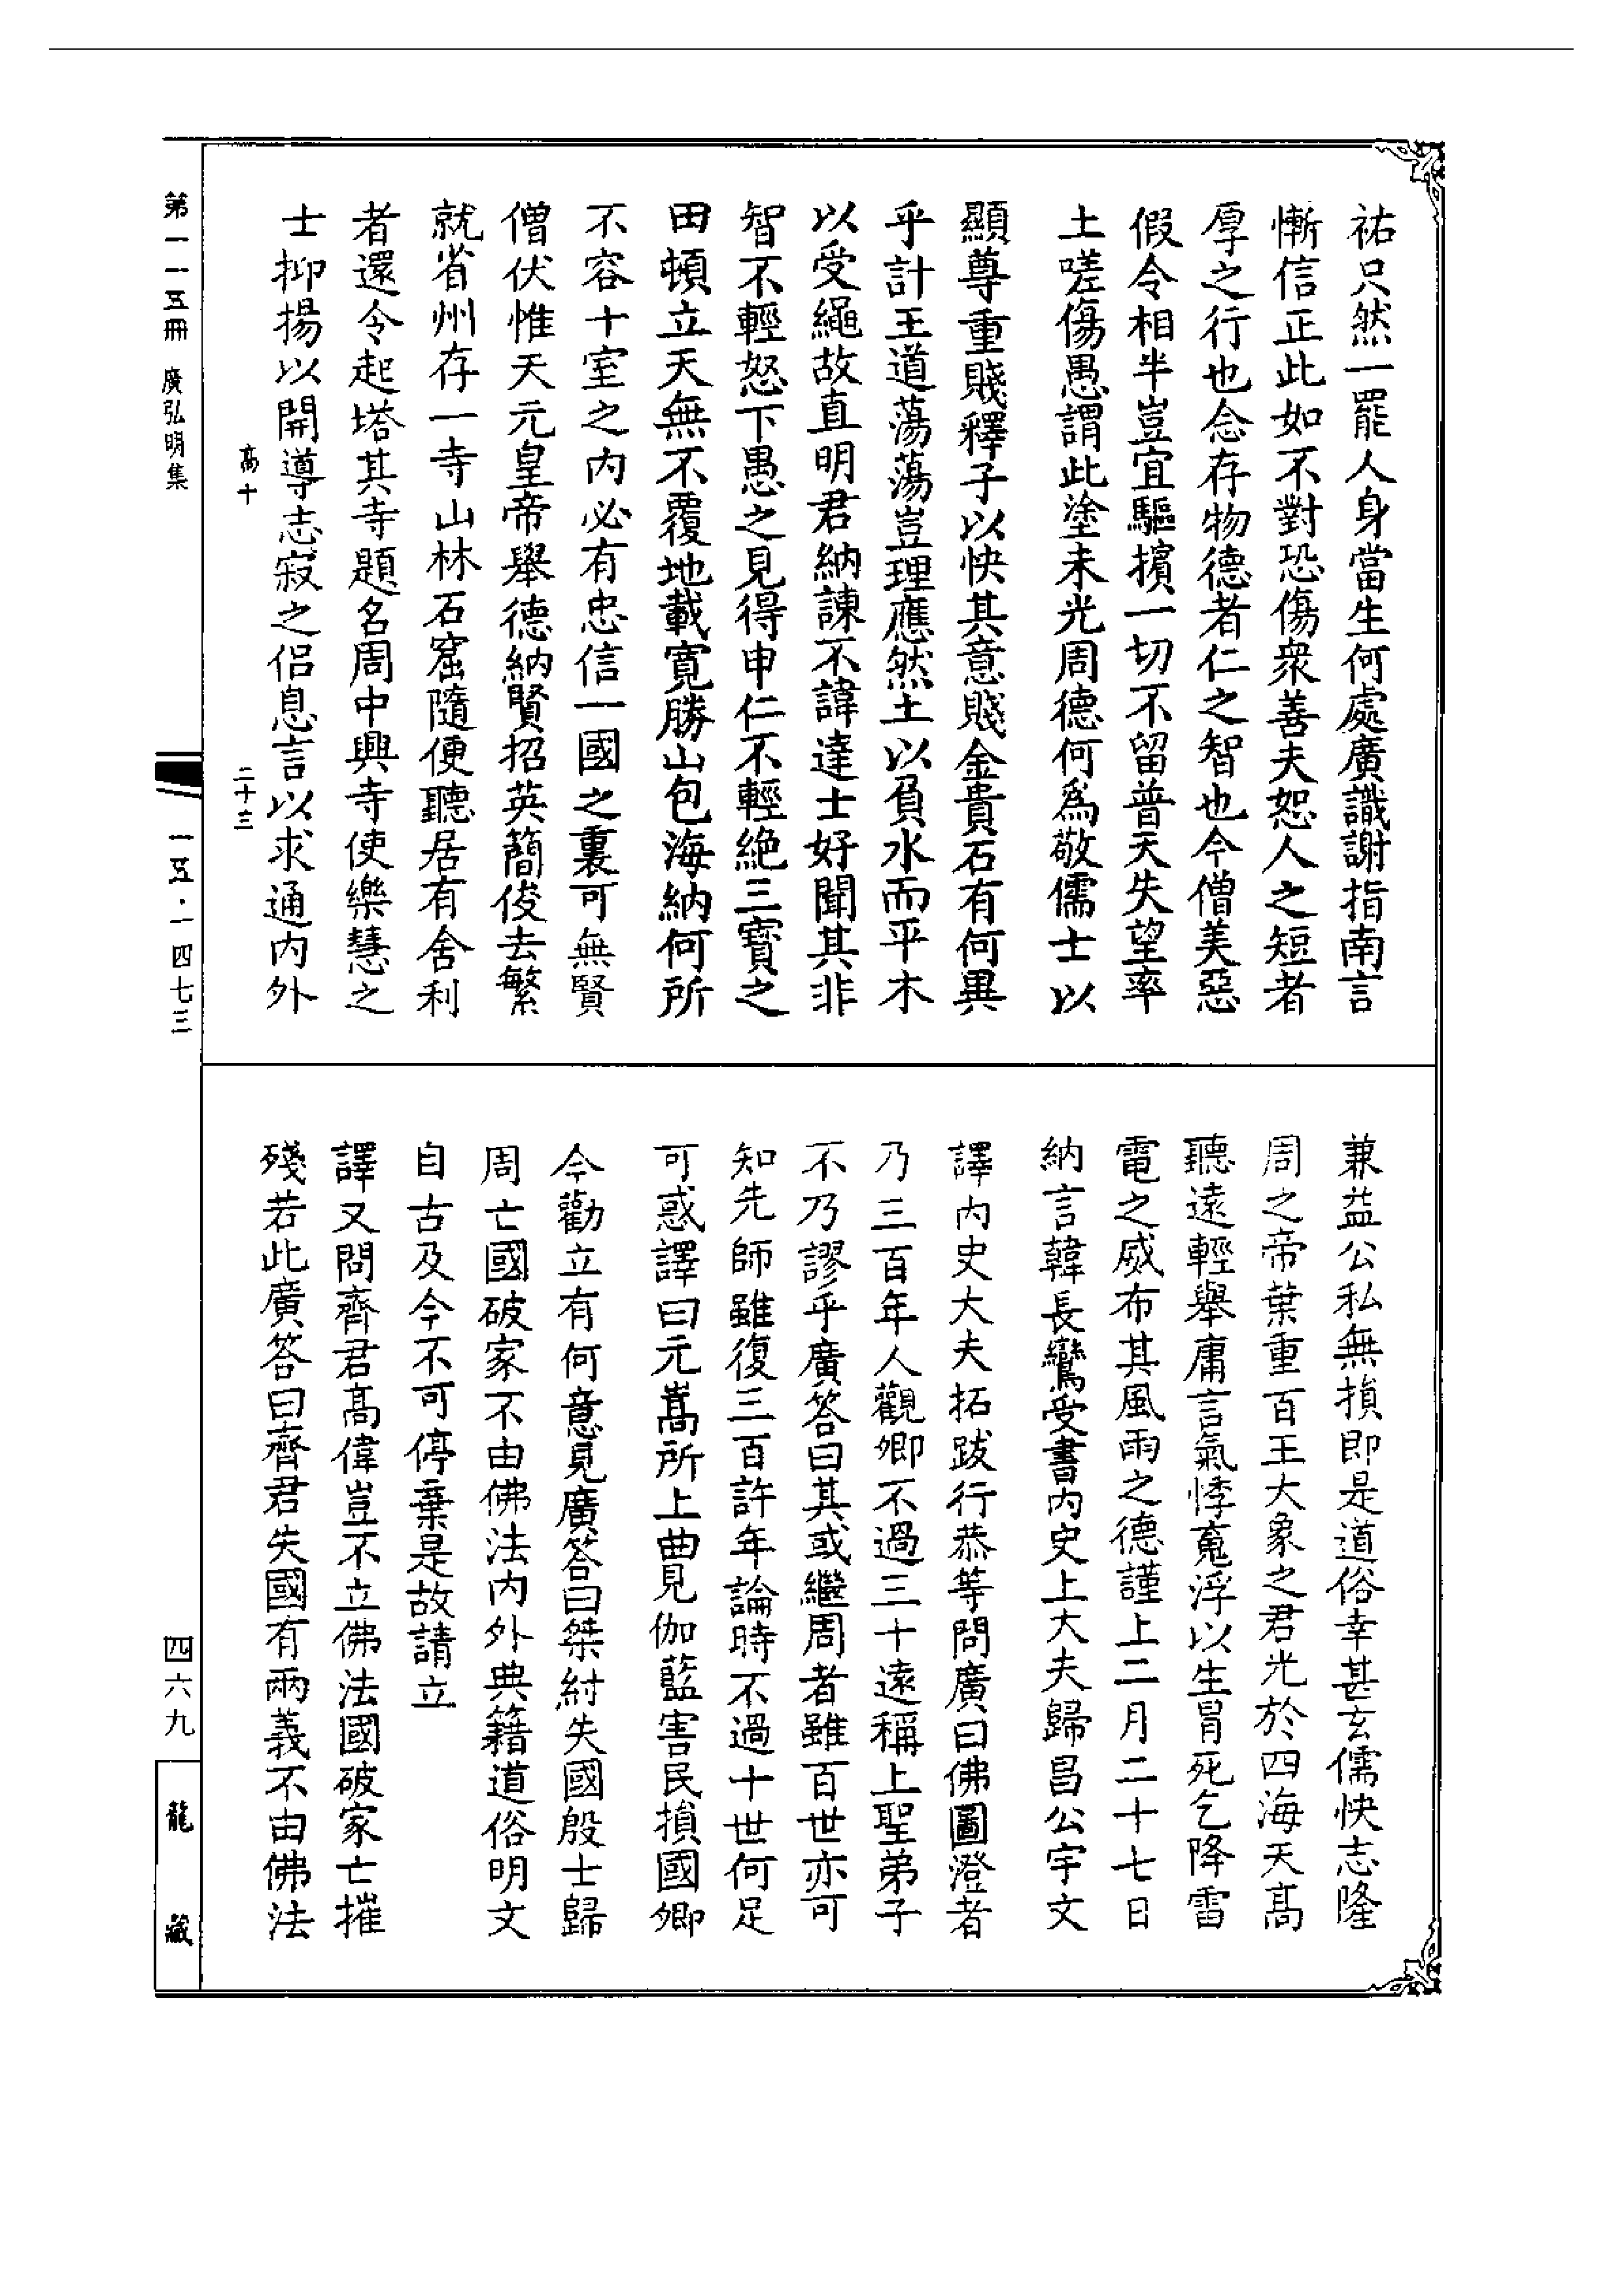 祐只然一罷人身當生何處廣識謝指南言
慚信正此如不對恐傷衆善夫恕人之短者
厚之行也念存物德者仁之智也今僧美惡
假令相半豈宜驅擯一切不留普天失望率
土嗟傷愚謂此塗未光周德何為敬儒士以
顯尊重賤釋子以快其意賤金貴石有何異
乎計王道蕩蕩豈理應然土以負水而平木
以受繩故直明君納諫不諱達士好聞其非
智不輕怒下愚之見得申仁不輕絶三寶之
田頓立天無不覆地載寛勝山包海納何所
不容十室之内必有忠信一國之裏可無賢
僧伏惟天元皇帝舉德納賢招英簡俊去繁
就省州存一寺山林石窟隨便聽居有舍利
者還令起塔其寺題名周中興寺使樂慧之
士抑揚以開導志寂之侣息言以求通内外
兼益公私無損即是道俗幸甚玄儒快志隆
周之帝葉重百王大象之君光於四海天髙
聽遠輕舉庸言氣悸䰟浮以生冐死乞降雷
電之威布其風雨之德謹上二月二十七日
納言韓長鸞受書内史上大夫歸昌公宇文
譯内史大夫拓跋行恭等問廣曰佛圖澄者
乃三百年人觀卿不過三十遠稱上聖弟子
不乃謬乎廣答曰其或繼周者雖百世亦可
知先師雖復三百許年論時不過十世何足
可惑譯曰元嵩所上曲見伽藍害民損國卿
今勸立有何意見廣答曰桀紂失國殷士歸
周亡國破家不由佛法内外典籍道俗明文
自古及今不可停棄是故請立
譯又問齊君髙偉豈不立佛法國破家亡摧
殘若此廣答曰齊君失國有兩義不由佛法
髙十
二十三
第一一五冊 廣弘明集
一五·一四七三
四六九
龍藏